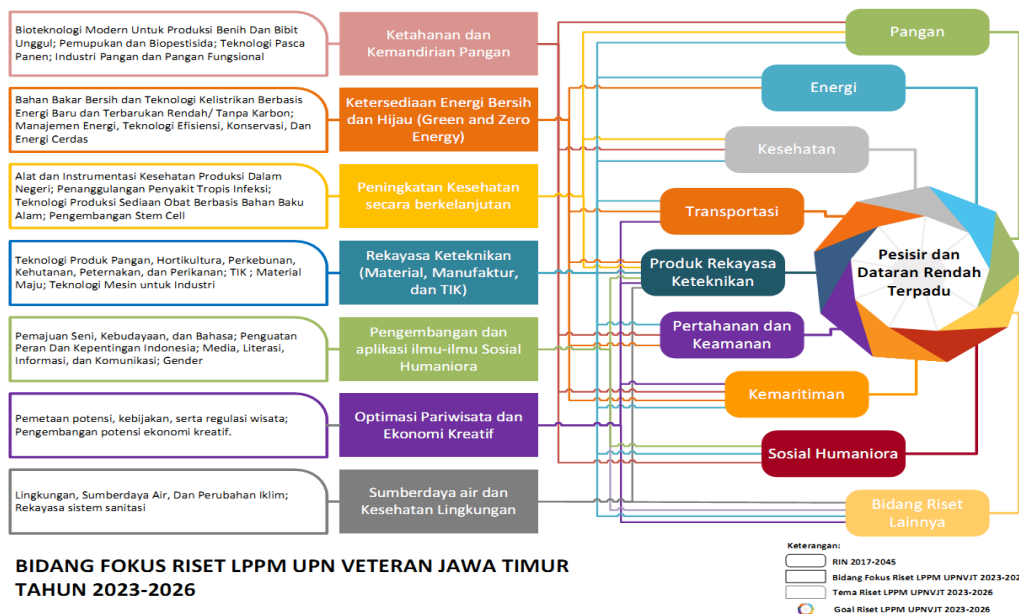 Bioteknologi Modern Untuk Produksi Benih Dan Bibit
Unggul; Pemupukan dan Biopestisida; Teknologi Pasca
Panen; Industri Pangan dan Pangan Fungsional
Ketahanan dan
Kemandirian Pangan
Bahan Bakar Bersih dan Teknologi Kelistrikan Berbasis
Energi Baru dan Terbarukan Rendah/ Tanpa Karbon;
Manajemen Energi, Teknologi Efisiensi, Konservasi, Dan
Energi Cerdas
Ketersediaan Energi Bersih
dan Hijau (Green and Zero
Energy)
Alat dan Instrumentasi Kesehatan Produksi Dalam
Negeri; Penanggulangan Penyakit Tropis Infeksi;
Teknologi Produksi Sediaan Obat Berbasis Bahan Baku
Alam; Pengembangan Stem Cell
Peningkatan Kesehatan
secara berkelanjutan
Teknologi Produk Pangan, Hortikultura, Perkebunan,
Kehutanan, Peternakan, dan Perikanan; TIK ; Material
Maju; Teknologi Mesin untuk Industri
Rekayasa Keteknikan
(Material, Manufaktur,
dan TIK)
Pemajuan Seni, Kebudayaan, dan Bahasa; Penguatan
Peran Dan Kepentingan Indonesia; Media, Literasi,
Informasi, dan Komunikasi; Gender
Pengembangan dan
aplikasi ilmu-ilmu Sosial
Humaniora
Pemetaan potensi, kebijakan, serta regulasi wisata;
Pengembangan potensi ekonomi kreatif.
Optimasi Pariwisata dan
Ekonomi Kreatif
Lingkungan, Sumberdaya Air, Dan Perubahan Iklim;
Rekayasa sistem sanitasi
Sumberdaya air dan
Kesehatan Lingkungan
Pangan
Energi
Kesehatan
Transportasi
Produk Rekayasa
Keteknikan
Pertahanan dan
Keamanan
Kemaritiman
Sosial Humaniora
Bidang Riset
Lainnya
Pesisir dan
Dataran Rendah
Terpadu
BIDANG FOKUS RISET LPPM UPN VETERAN JAWA TIMUR
TAHUN 2023-2026
Keterangan:
RIN 2017-2045
Bidang Fokus Riset LPPM UPNVJT 2023-202
Tema Riset LPPM UPNVJT 2023-2026
Goal Riset LPPM UPNVJT 2023-2026